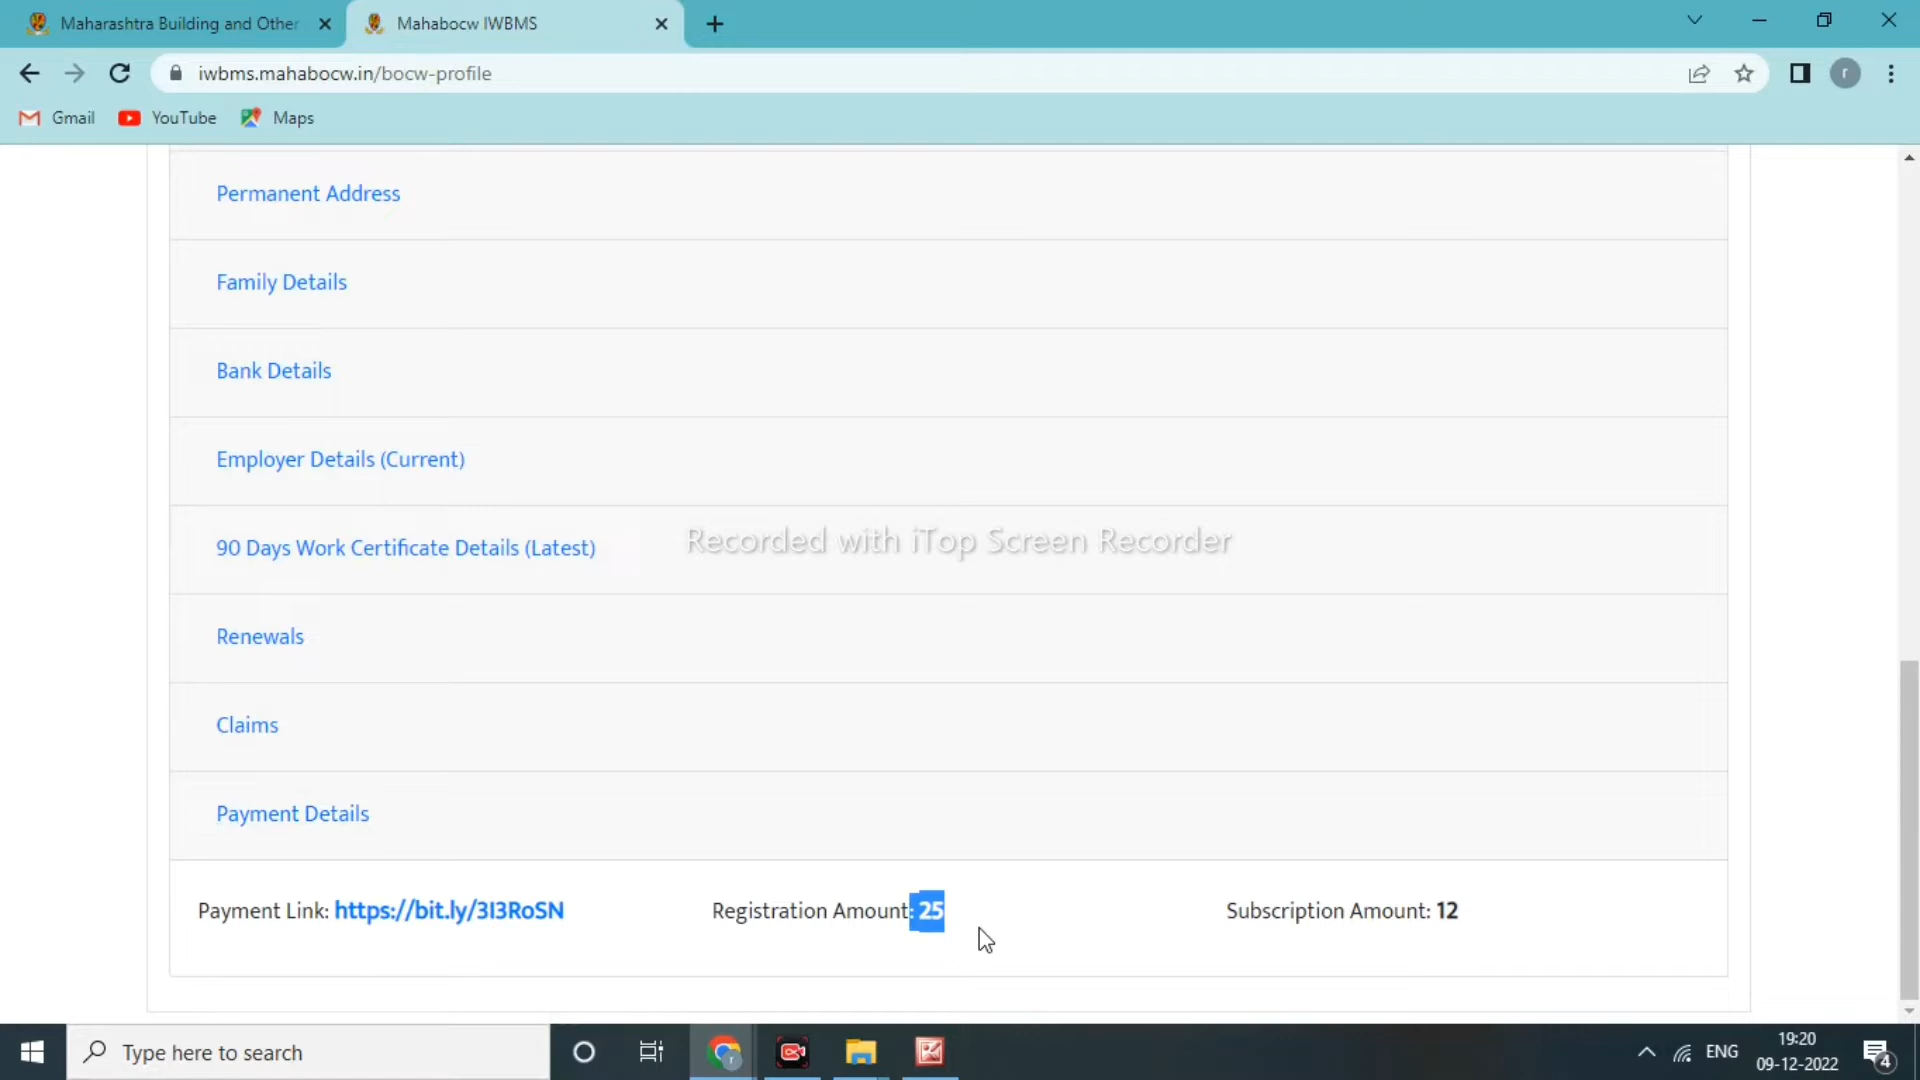 Maharashtra Building and Other
Mahabocw IWBMS
iwbms.mahabocw.in/bocw-profile
r
Gmail
YouTube
Maps
Permanent Address
Family Details
Bank Details
Employer Details (Current)
90 Days Work Certificate Details (Latest)
Recorded with iTop Screen Recorder
Renewals
Claims
Payment Details
Payment Link: https://bit.ly/3I3RoSN Registration Amount: 25 Subscription Amount: 12
Type here to search
r
ENG
19:20
09-12-2022
4